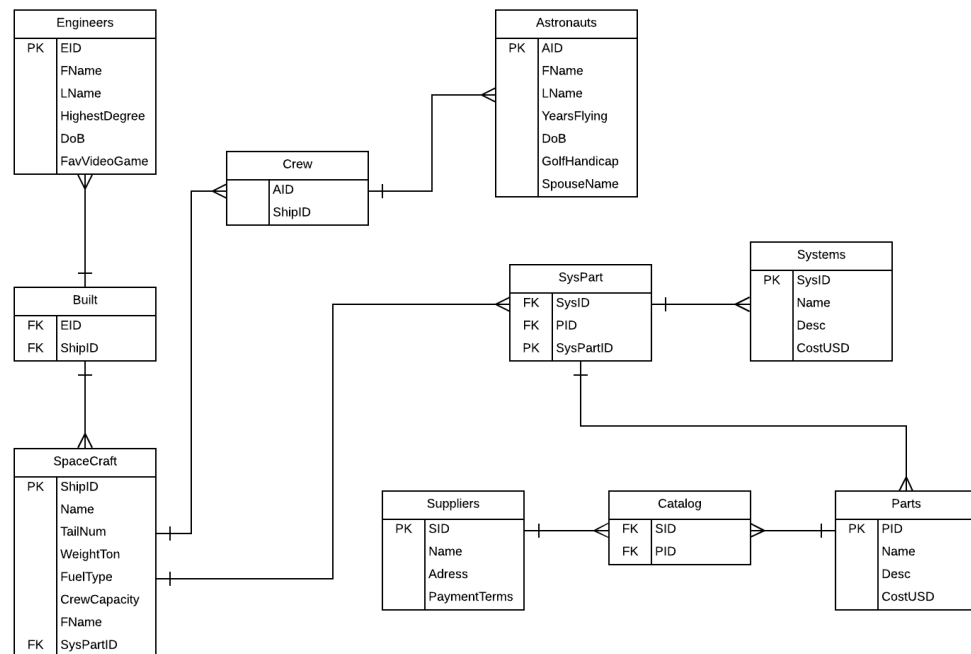 Engineers
PK EID
FName
LName
HighestDegree
DoB
FavVideoGame
Astronauts
PK AID
FName
LName
YearsFlying
DoB
GolfHandicap
SpouseName
Crew
AID
ShipID
Built
FK EID
FK ShipID
SysPart
FK SysID
FK PID
PK SysPartID
Systems
PK SysID
Name
Desc
CostUSD
SpaceCraft
PK ShipID
Name
TailNum
WeightTon
FuelType
CrewCapacity
FName
FK SysPartID
Suppliers
PK SID
Name
Adress
PaymentTerms
Catalog
FK SID
FK PID
Parts
PK PID
Name
Desc
CostUSD